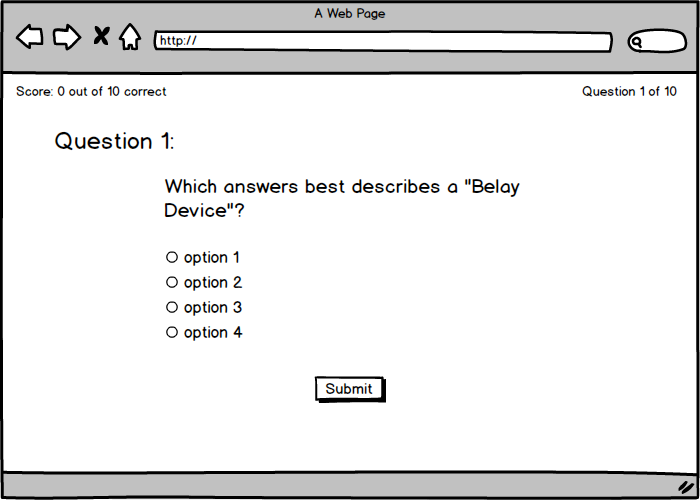 A Web Page
http://
Score: 0 out of 10 correct
Question 1 of 10
Question 1:
Which answers best describes a "Belay
Device"?
option 1
option 2
option 3
option 4
Submit